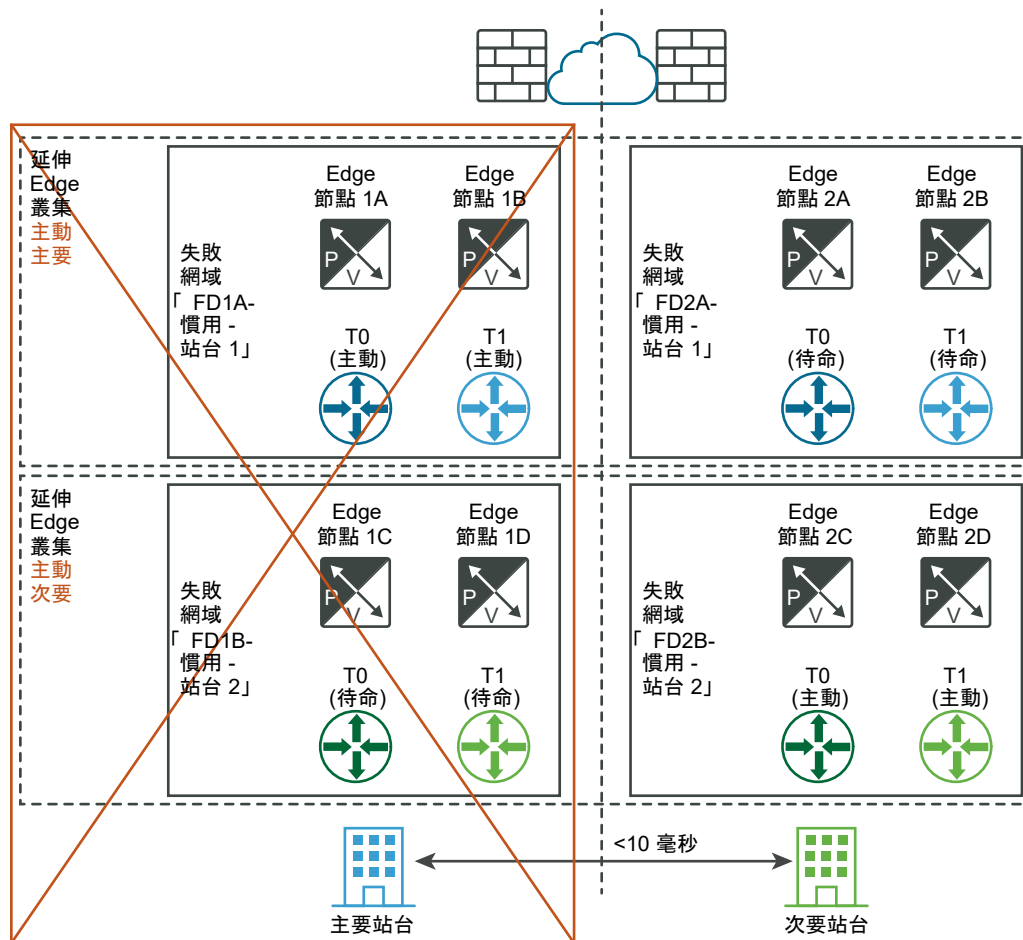 延伸
Edge
叢集
主動
主要
失敗
網域
「 FD1A-
慣用 -
站台 1」
Edge
節點 1A
P
V
T0
(主動)
Edge
節點 1B
P
V
T1
(主動)
失敗
網域
「 FD2A-
慣用 -
站台 1」
Edge
節點 2A
P
V
T0
(待命)
Edge
節點 2B
P
V
T1
(待命)
延伸
Edge
叢集
主動
次要
失敗
網域
「 FD1B-
慣用 -
站台 2」
Edge
節點 1C
P
V
T0
(待命)
Edge
節點 1D
P
V
T1
(待命)
失敗
網域
「 FD2B-
慣用 -
站台 2」
Edge
節點 2C
P
V
T0
(主動)
Edge
節點 2D
P
V
T1
(主動)
<10 毫秒
主要站台
次要站台